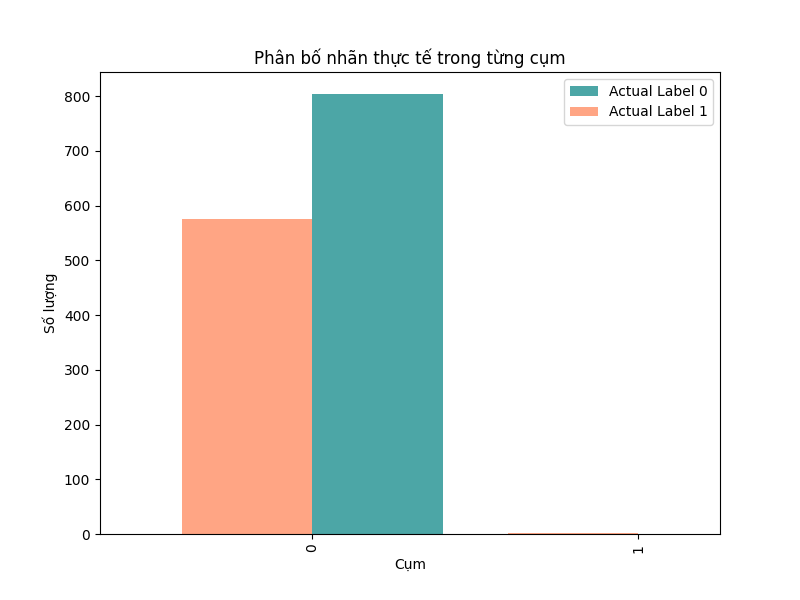 Phân bố nhãn thực tế trong từng cụm
Actual Label 0
Actual Label 1
800
700
600
500
400
300
200
100
0
Số lượng
0
1
Cụm